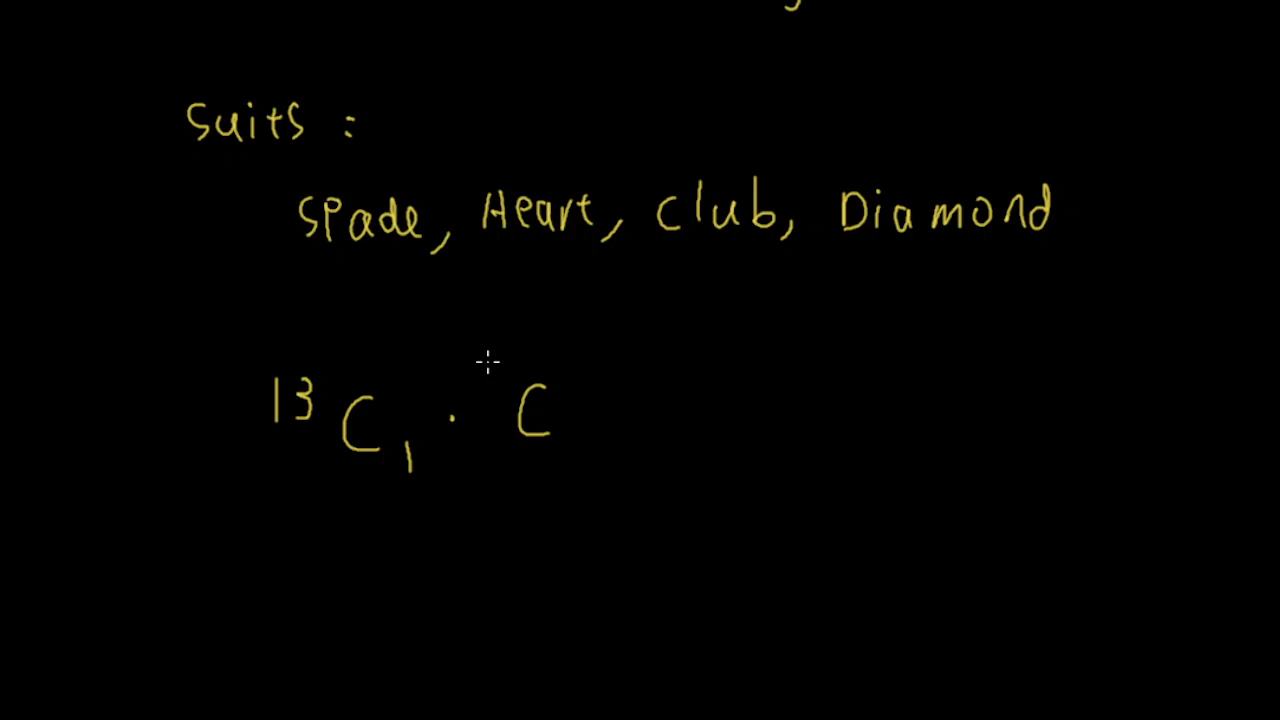 Suits :
Spade, Heart, Club, Diamond
¹³C₁ · C